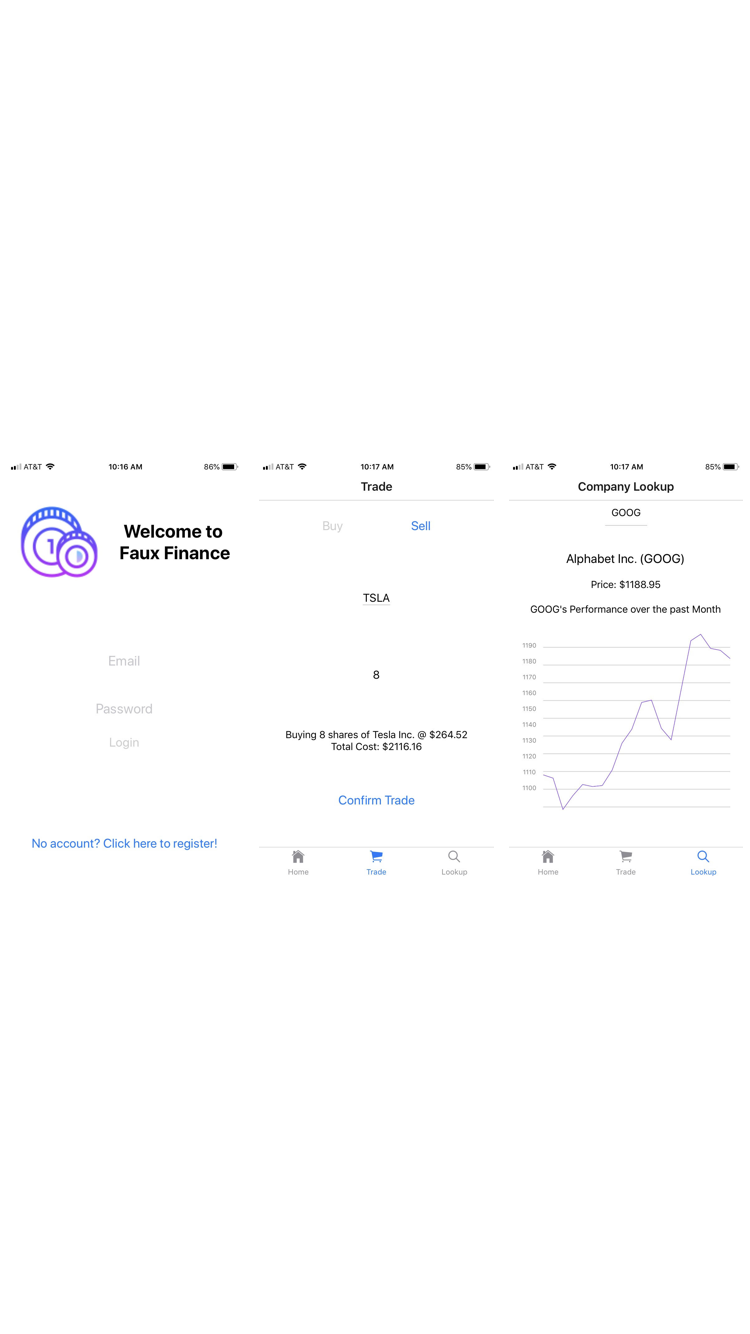 AT&T 10:16 AM 86%
Welcome to
Faux Finance
1
Email
Password
Login
No account? Click here to register!
AT&T 10:17 AM 85%
Trade
Buy Sell
TSLA
8
Buying 8 shares of Tesla Inc. @ $264.52
Total Cost: $2116.16
Confirm Trade
Home Trade Lookup
AT&T 10:17 AM 85%
Company Lookup
GOOG
Alphabet Inc. (GOOG)
Price: $1188.95
GOOG's Performance over the past Month
1190
1180
1170
1160
1150
1140
1130
1120
1110
1100
Home Trade Lookup